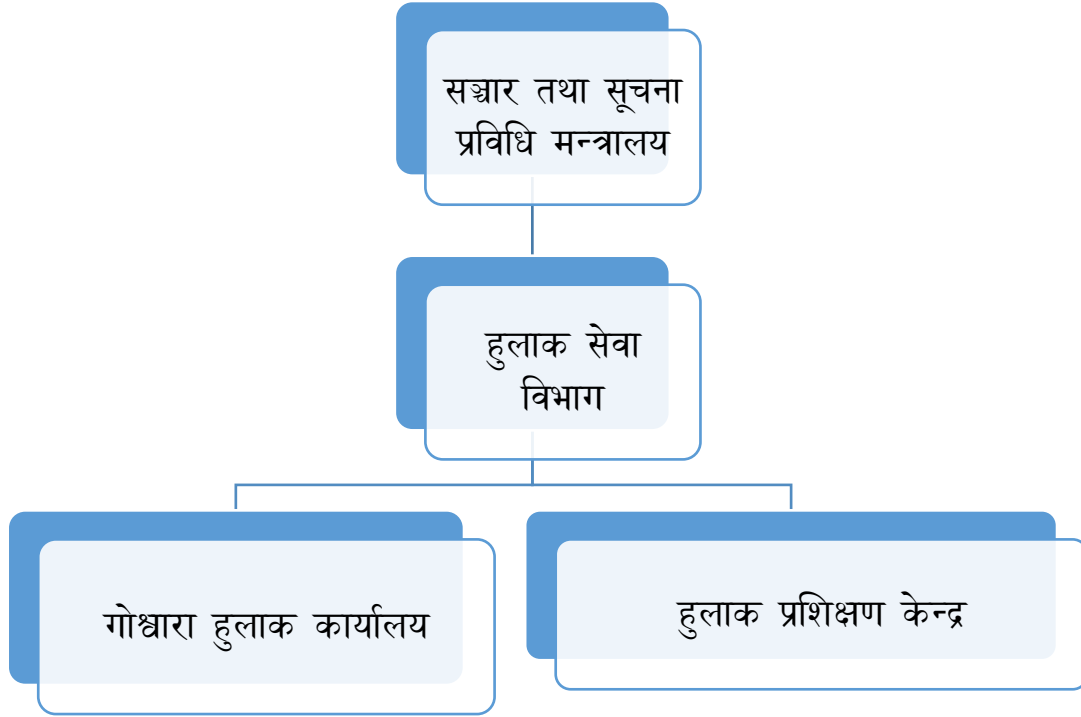 सञ्चार तथा सूचना
प्रविधि मन्त्रालय
हुलाक सेवा
विभाग
गोश्वारा हुलाक कार्यालय
हुलाक प्रशिक्षण केन्द्र